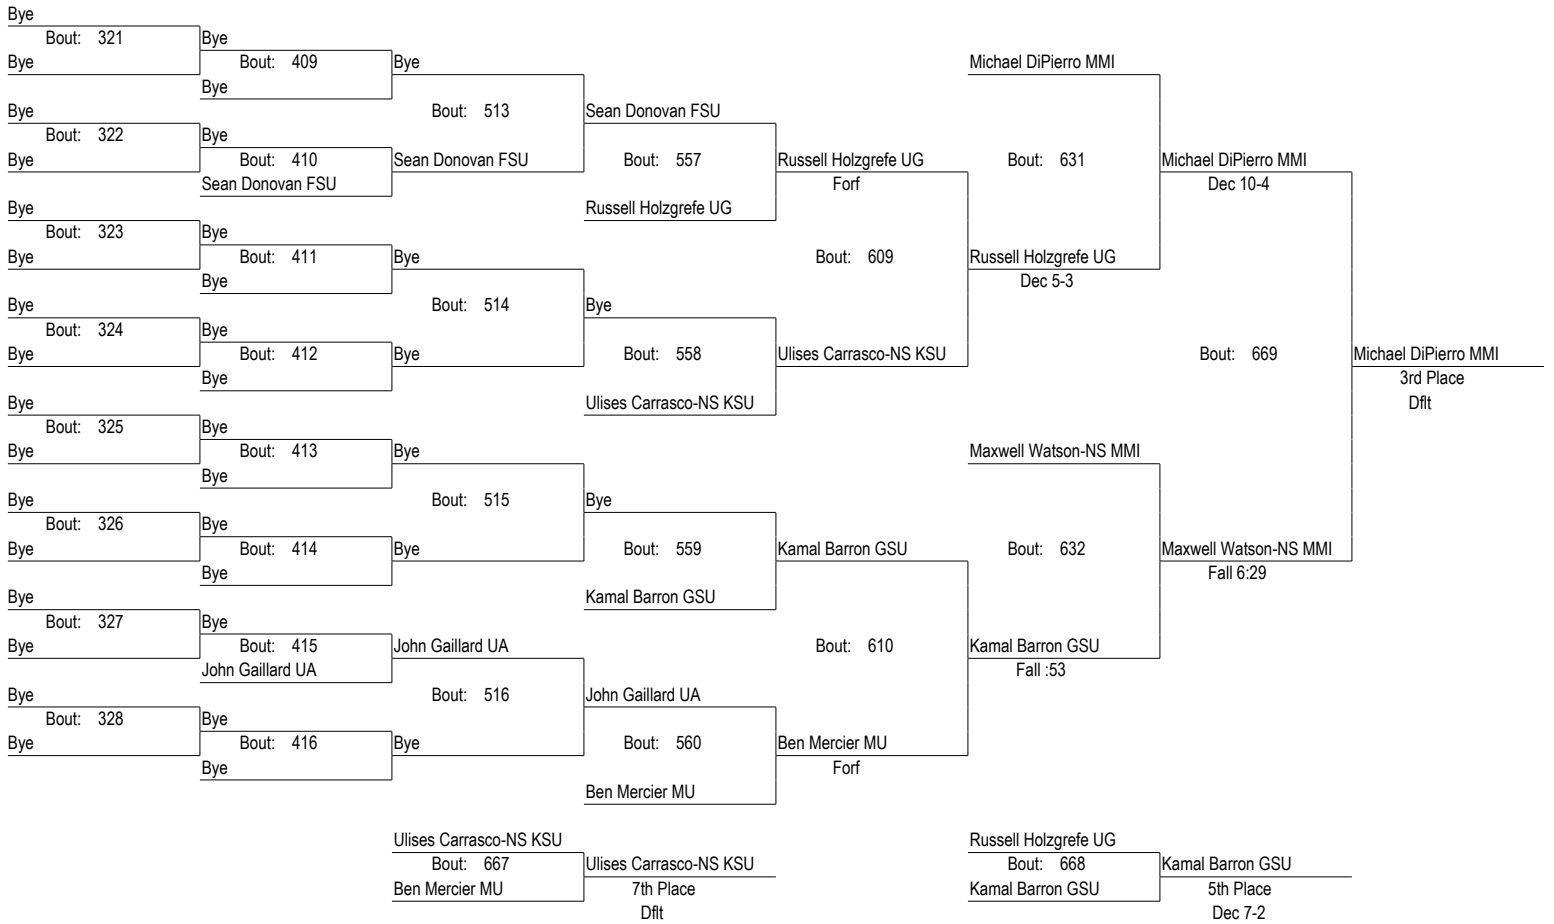 Bye
Bout: 321
Bye
Bye
Bout: 322
Bye
Bye
Bout: 323
Bye
Bye
Bout: 324
Bye
Bye
Bout: 325
Bye
Bye
Bout: 326
Bye
Bye
Bout: 327
Bye
Bye
Bout: 328
Bye
Bye
Bout: 409
Bye
Bye
Bout: 410
Sean Donovan FSU
Bye
Bout: 411
Bye
Bye
Bout: 412
Bye
Bye
Bout: 413
Bye
Bye
Bout: 414
Bye
Bye
Bout: 415
John Gaillard UA
Bye
Bout: 416
Bye
Bye
Bout: 513
Sean Donovan FSU
Bye
Bout: 514
Bye
Bye
Bout: 515
Bye
John Gaillard UA
Bout: 516
Bye
Sean Donovan FSU
Bout: 557
Russell Holzgrefe UG
Bye
Bout: 558
Ulises Carrasco-NS KSU
Bye
Bout: 559
Kamal Barron GSU
John Gaillard UA
Bout: 560
Ben Mercier MU
Russell Holzgrefe UG
Forf
Bout: 609
Ulises Carrasco-NS KSU
Kamal Barron GSU
Bout: 610
Ben Mercier MU
Forf
Michael DiPierro MMI
Bout: 631
Russell Holzgrefe UG
Dec 5-3
Maxwell Watson-NS MMI
Bout: 632
Kamal Barron GSU
Fall :53
Michael DiPierro MMI
Dec 10-4
Bout: 669
Maxwell Watson-NS MMI
Fall 6:29
Michael DiPierro MMI
3rd Place
Dflt
Ulises Carrasco-NS KSU
Bout: 667
Ben Mercier MU
Ulises Carrasco-NS KSU
7th Place
Dflt
Russell Holzgrefe UG
Bout: 668
Kamal Barron GSU
Kamal Barron GSU
5th Place
Dec 7-2